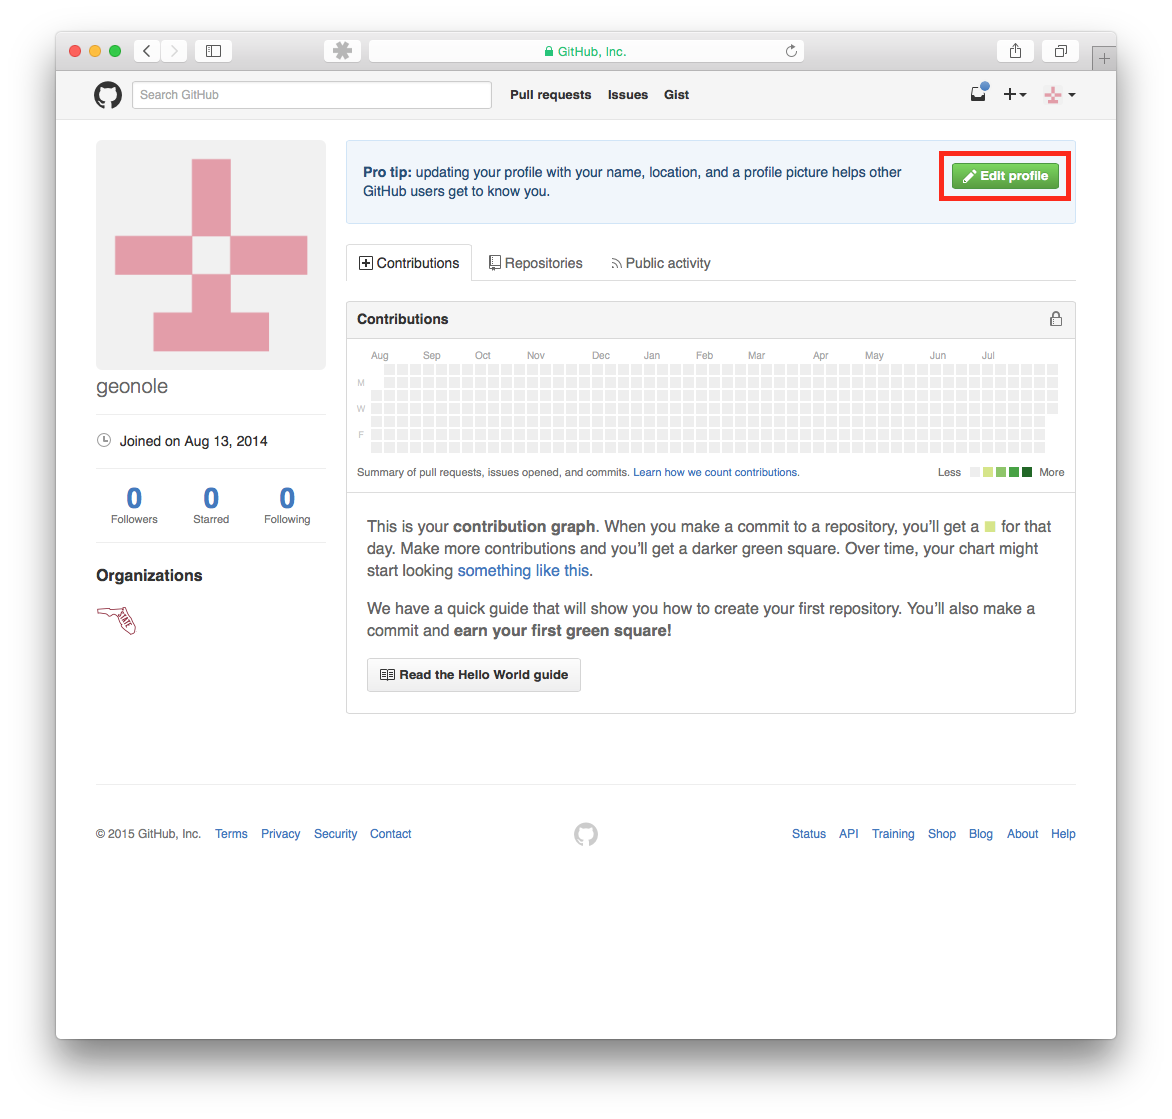 GitHub, Inc.
Search GitHub
Pull requests Issues Gist
Pro tip: updating your profile with your name, location, and a profile picture helps other
GitHub users get to know you.
Edit profile
geonole
Joined on Aug 13, 2014
0 0 0
Followers Starred Following
Organizations
STATE
Contributions Repositories Public activity
Contributions
Aug Sep Oct Nov Dec Jan Feb Mar Apr May Jun Jul
M
W
F
Summary of pull requests, issues opened, and commits. Learn how we count contributions.
Less More
This is your contribution graph. When you make a commit to a repository, you’ll get a for that
day. Make more contributions and you’ll get a darker green square. Over time, your chart might
start looking something like this.
We have a quick guide that will show you how to create your first repository. You’ll also make a
commit and earn your first green square!
Read the Hello World guide
© 2015 GitHub, Inc. Terms Privacy Security Contact
Status API Training Shop Blog About Help